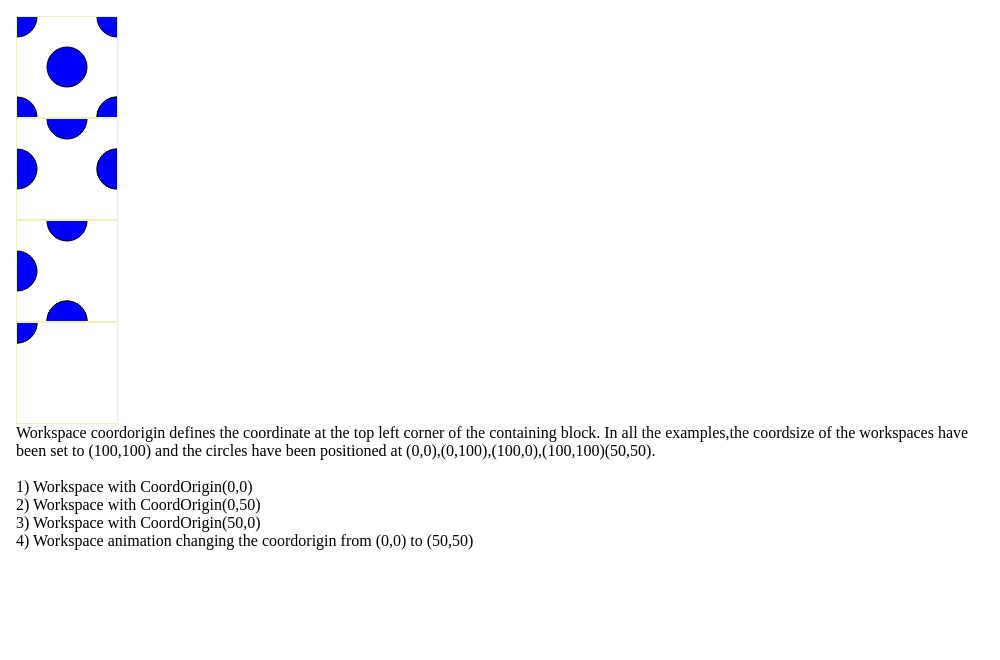 Workspace coordorigin defines the coordinate at the top left corner of the containing block. In all the examples,the coordsize of the workspaces have
been set to (100,100) and the circles have been positioned at (0,0),(0,100),(100,0),(100,100)(50,50).
1) Workspace with CoordOrigin(0,0)
2) Workspace with CoordOrigin(0,50)
3) Workspace with CoordOrigin(50,0)
4) Workspace animation changing the coordorigin from (0,0) to (50,50)